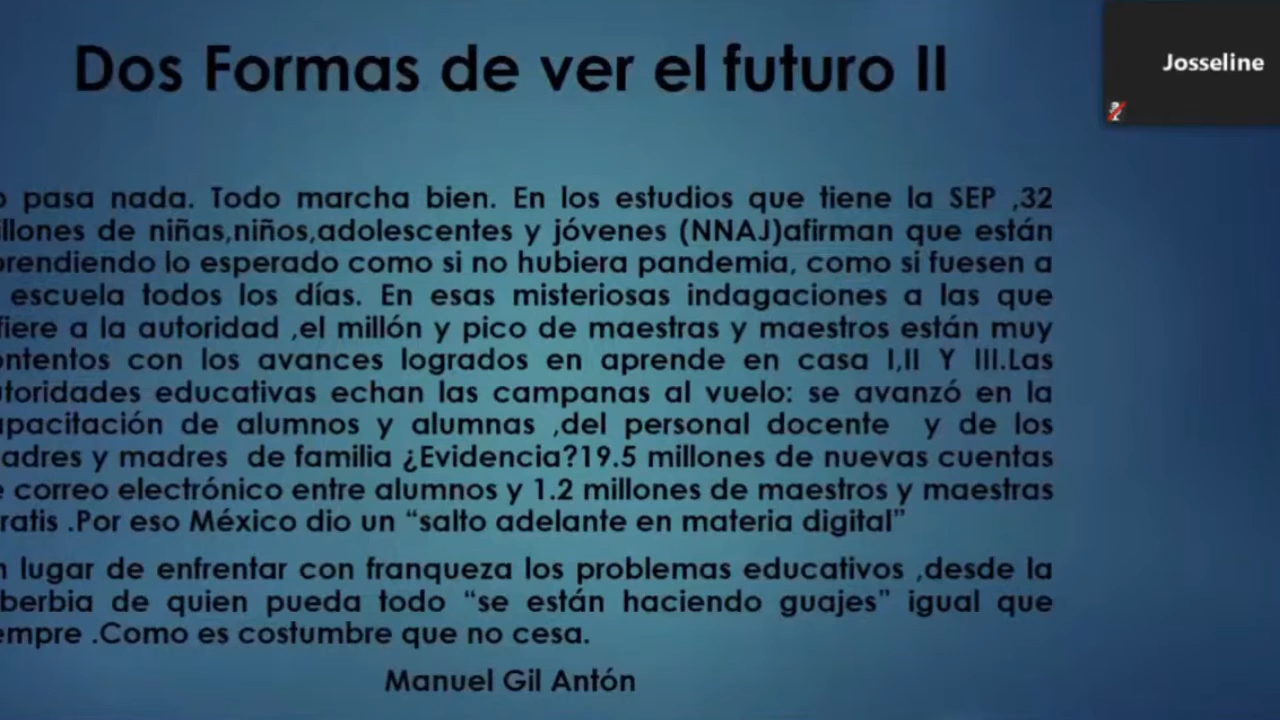 Dos Formas de ver el futuro II
Josseline
o pasa nada. Todo marcha bien. En los estudios que tiene la SEP ,32
illones de niñas,niños,adolescentes y jóvenes (NNAJ)afirman que están
prendiendo lo esperado como si no hubiera pandemia, como si fuesen a
escuela todos los días. En esas misteriosas indagaciones a las que
fiere a la autoridad ,el millón y pico de maestras y maestros están muy
ontentos con los avances logrados en aprende en casa I,II Y III.Las
utoridades educativas echan las campanas al vuelo: se avanzó en la
apacitación de alumnos y alumnas ,del personal docente y de los
adres y madres de familia ¿Evidencia?19.5 millones de nuevas cuentas
e correo electrónico entre alumnos y 1.2 millones de maestros y maestras
ratis .Por eso México dio un “salto adelante en materia digital”
n lugar de enfrentar con franqueza los problemas educativos ,desde la
berbia de quien pueda todo “se están haciendo guajes” igual que
empre .Como es costumbre que no cesa.
Manuel Gil Antón